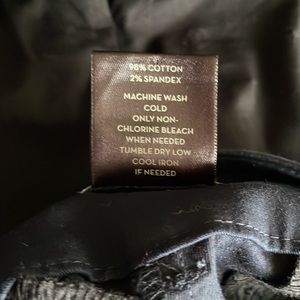 98% COTTON
2% SPANDEX
MACHINE WASH
COLD
ONLY NON-
CHLORINE BLEACH
WHEN NEEDED
TUMBLE DRY LOW
COOL IRON
IF NEEDED